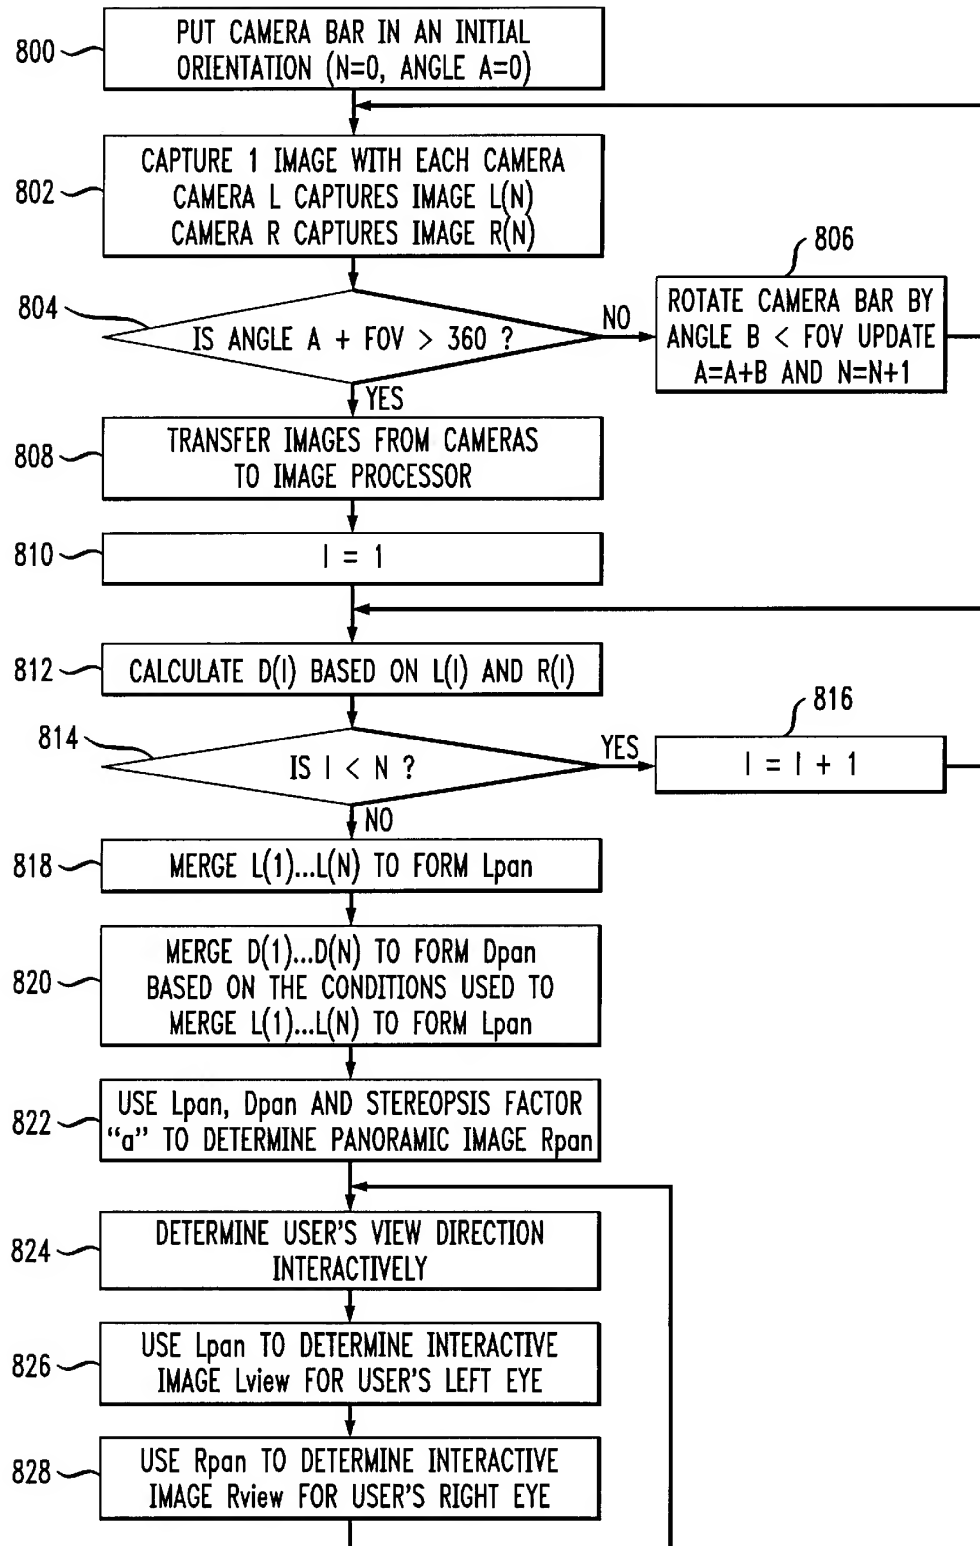 800
PUT CAMERA BAR IN AN INITIAL
ORIENTATION (N=0, ANGLE A=0)
802
CAPTURE 1 IMAGE WITH EACH CAMERA
CAMERA L CAPTURES IMAGE L(N)
CAMERA R CAPTURES IMAGE R(N)
804
IS ANGLE A + FOV > 360 ?
NO
806
ROTATE CAMERA BAR BY
ANGLE B < FOV UPDATE
A=A+B AND N=N+1
YES
808
TRANSFER IMAGES FROM CAMERAS
TO IMAGE PROCESSOR
810
I = 1
812
CALCULATE D(I) BASED ON L(I) AND R(I)
814
IS I < N ?
YES
816
I = I + 1
NO
818
MERGE L(1)...L(N) TO FORM Lpan
820
MERGE D(1)...D(N) TO FORM Dpan
BASED ON THE CONDITIONS USED TO
MERGE L(1)...L(N) TO FORM Lpan
822
USE Lpan, Dpan AND STEREOPSIS FACTOR
“a” TO DETERMINE PANORAMIC IMAGE Rpan
824
DETERMINE USER'S VIEW DIRECTION
INTERACTIVELY
826
USE Lpan TO DETERMINE INTERACTIVE
IMAGE Lview FOR USER'S LEFT EYE
828
USE Rpan TO DETERMINE INTERACTIVE
IMAGE Rview FOR USER'S RIGHT EYE